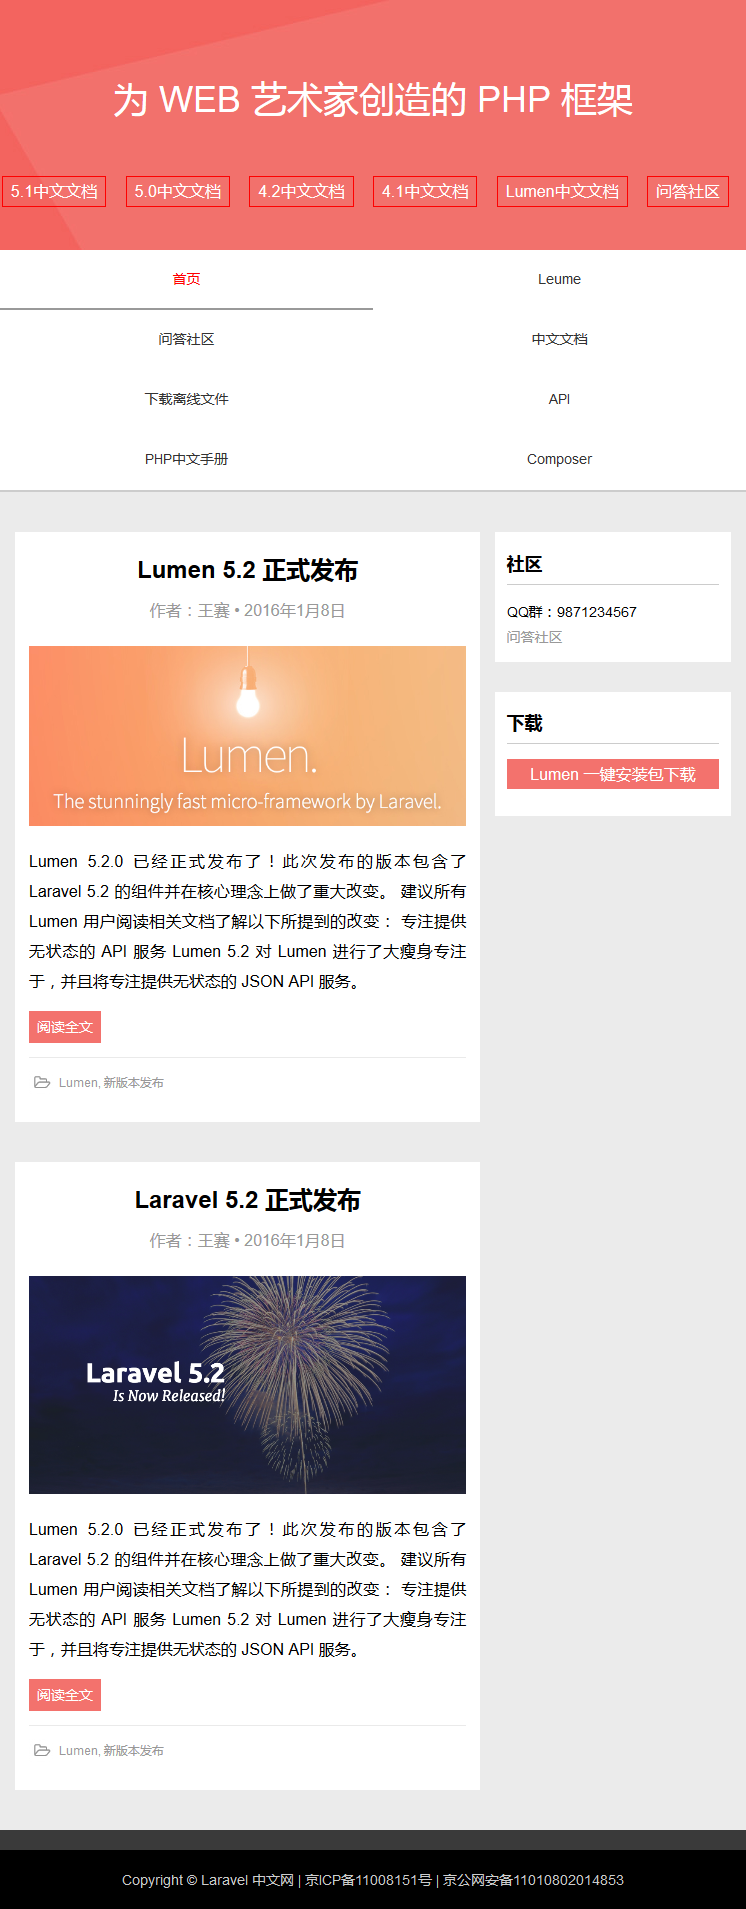 为 WEB 艺术家创造的 PHP 框架
5.1中文文档 5.0中文文档 4.2中文文档 4.1中文文档 Lumen中文文档 问答社区
首页 Leume
问答社区 中文文档
下载离线文件 API
PHP中文手册 Composer
Lumen 5.2 正式发布
作者：王赛 • 2016年1月8日
Lumen.
The stunningly fast micro-framework by Laravel.
Lumen 5.2.0 已经正式发布了！此次发布的版本包含了
Laravel 5.2 的组件并在核心理念上做了重大改变。 建议所有
Lumen 用户阅读相关文档了解以下所提到的改变： 专注提供
无状态的 API 服务 Lumen 5.2 对 Lumen 进行了大瘦身专注
于，并且将专注提供无状态的 JSON API 服务。
阅读全文
Lumen, 新版本发布
社区
QQ群：9871234567
问答社区
下载
Lumen 一键安装包下载
Laravel 5.2 正式发布
作者：王赛 • 2016年1月8日
Laravel 5.2
Is Now Released!
Lumen 5.2.0 已经正式发布了！此次发布的版本包含了
Laravel 5.2 的组件并在核心理念上做了重大改变。 建议所有
Lumen 用户阅读相关文档了解以下所提到的改变： 专注提供
无状态的 API 服务 Lumen 5.2 对 Lumen 进行了大瘦身专注
于，并且将专注提供无状态的 JSON API 服务。
阅读全文
Lumen, 新版本发布
Copyright © Laravel 中文网 | 京ICP备11008151号 | 京公网安备11010802014853